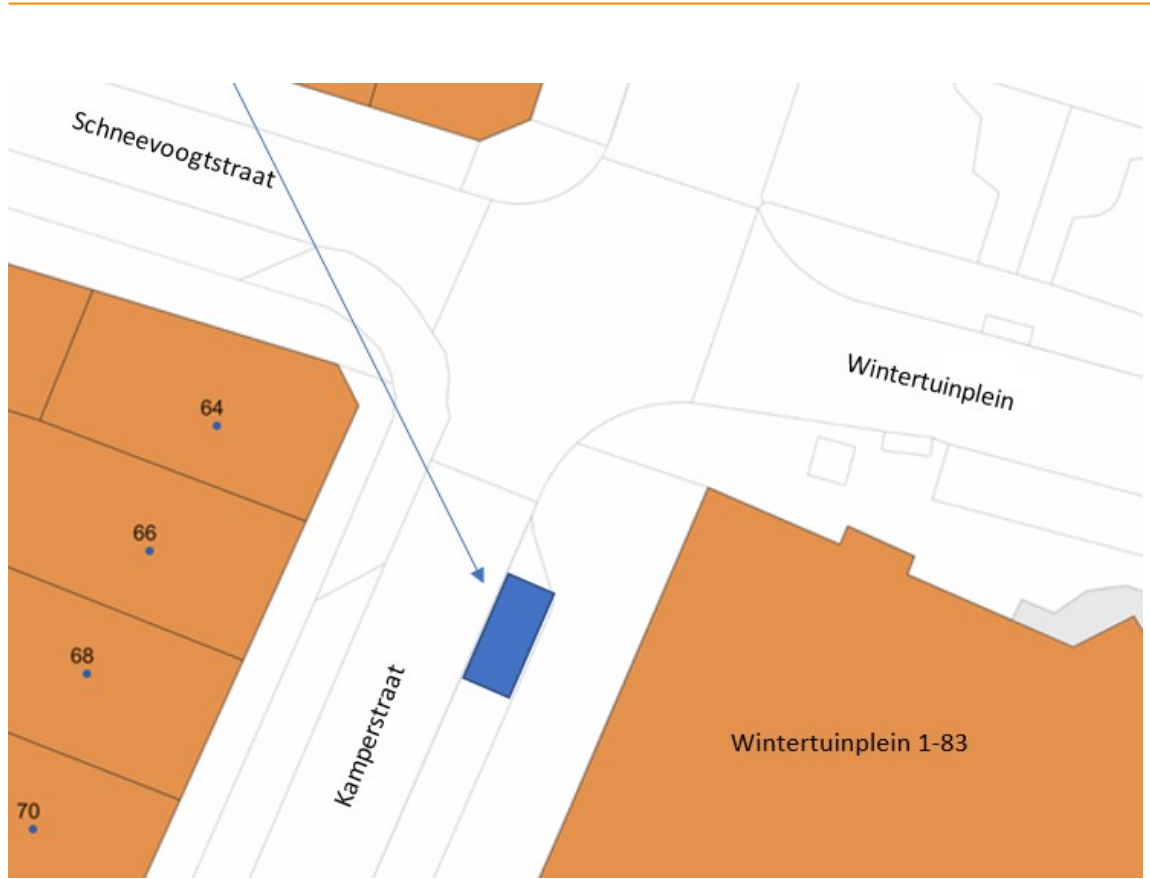 Schneevoogtstraat
Wintertuinplein
64
66
68
Kamperstraat
Wintertuinplein 1-83
70